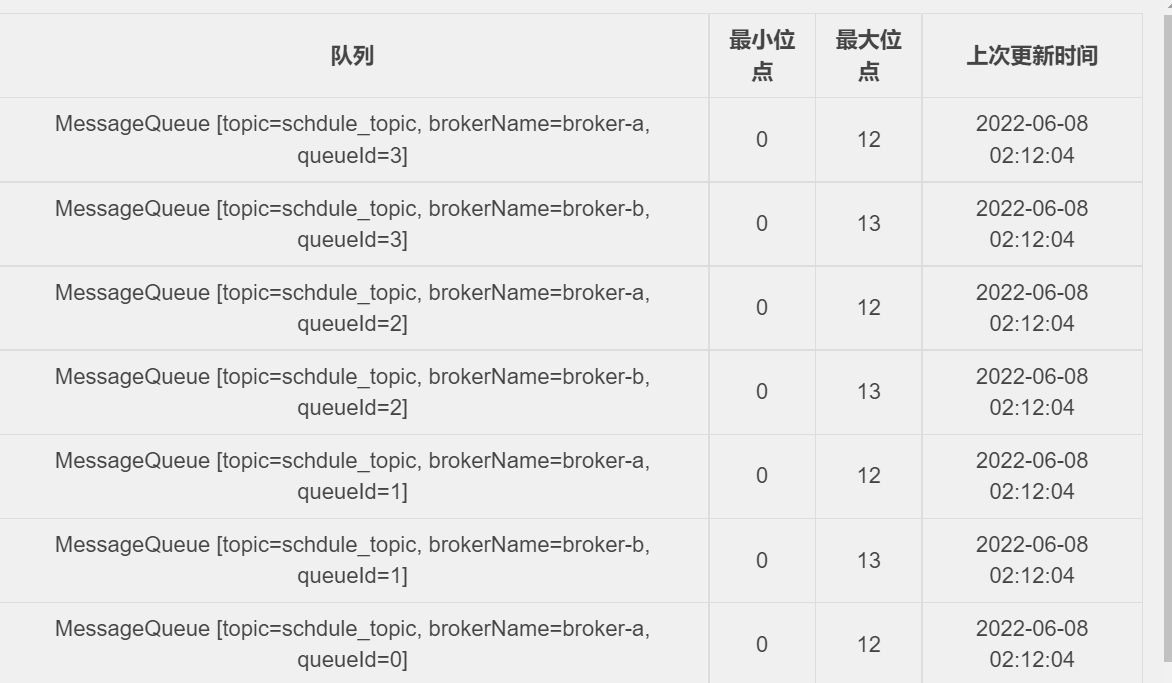 队列
最小位
点
最大位
点
上次更新时间
MessageQueue [topic=schdule_topic, brokerName=broker-a,
queueId=3]
0
12
2022-06-08
02:12:04
MessageQueue [topic=schdule_topic, brokerName=broker-b,
queueId=3]
0
13
2022-06-08
02:12:04
MessageQueue [topic=schdule_topic, brokerName=broker-a,
queueId=2]
0
12
2022-06-08
02:12:04
MessageQueue [topic=schdule_topic, brokerName=broker-b,
queueId=2]
0
13
2022-06-08
02:12:04
MessageQueue [topic=schdule_topic, brokerName=broker-a,
queueId=1]
0
12
2022-06-08
02:12:04
MessageQueue [topic=schdule_topic, brokerName=broker-b,
queueId=1]
0
13
2022-06-08
02:12:04
MessageQueue [topic=schdule_topic, brokerName=broker-a,
queueId=0]
0
12
2022-06-08
02:12:04